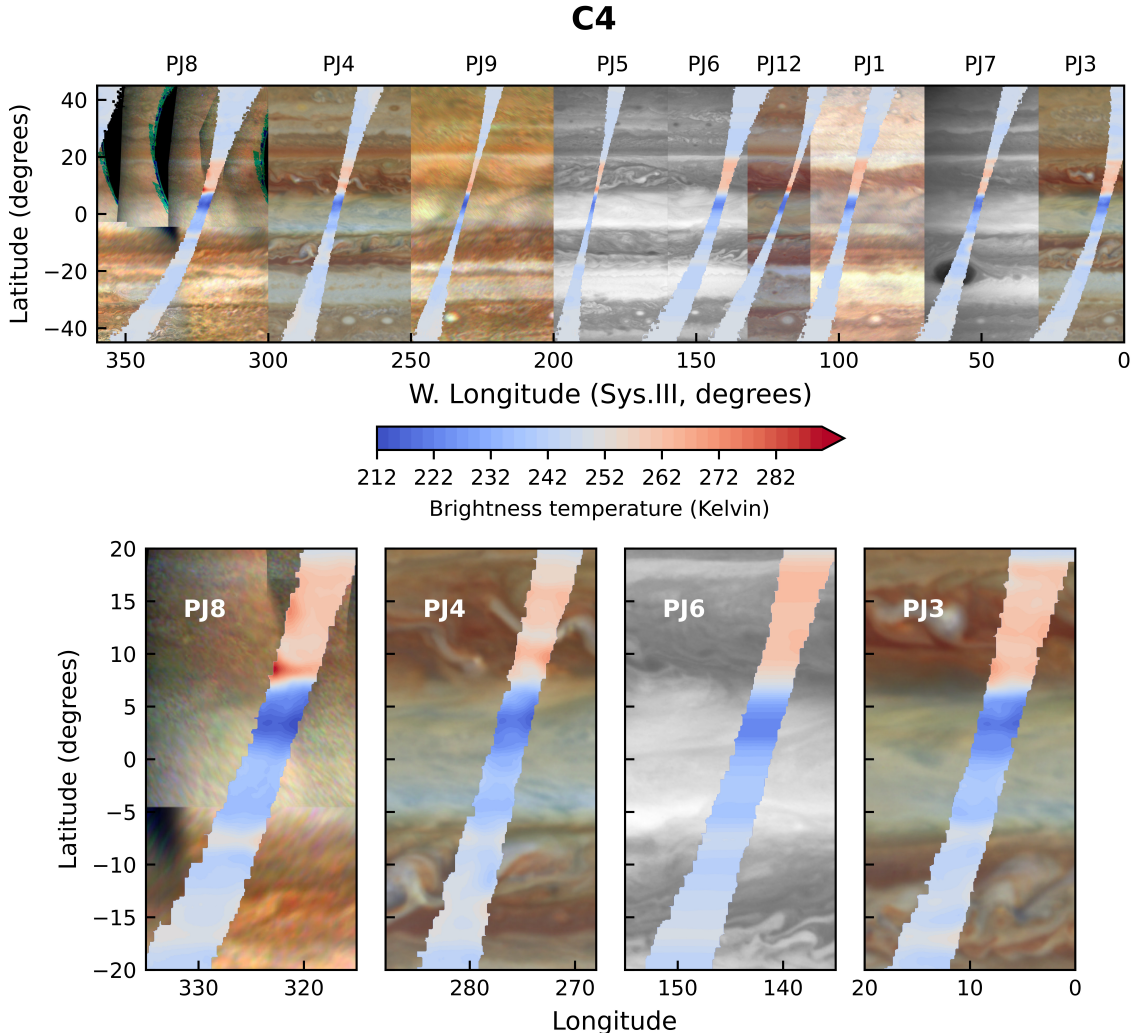 C4
PJ8 PJ4 PJ9 PJ5 PJ6 PJ12 PJ1 PJ7 PJ3
Latitude (degrees)
40
20
0
−20
−40
350 300 250 200 150 100 50 0
W. Longitude (Sys.III, degrees)
212 222 232 242 252 262 272 282
Brightness temperature (Kelvin)
Latitude (degrees)
20
15
10
5
0
−5
−10
−15
−20
PJ8 PJ4 PJ6 PJ3
330 320 280 270 150 140 20 10 0
Longitude